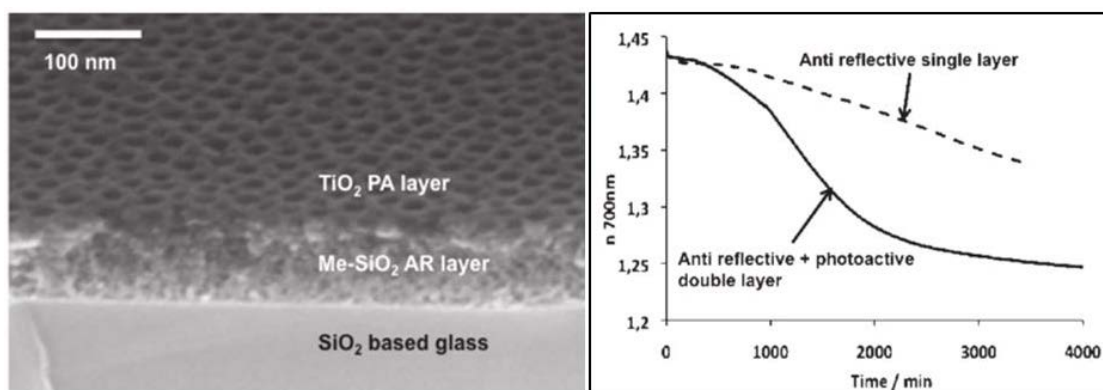 100 nm
TiO₂ PA layer
Me-SiO₂ AR layer
SiO₂ based glass
1,45
1,4
1,35
1,3
1,25
1,2
n 700nm
Anti reflective single layer
Anti reflective + photoactive
double layer
0
1000
2000
3000
4000
Time / min